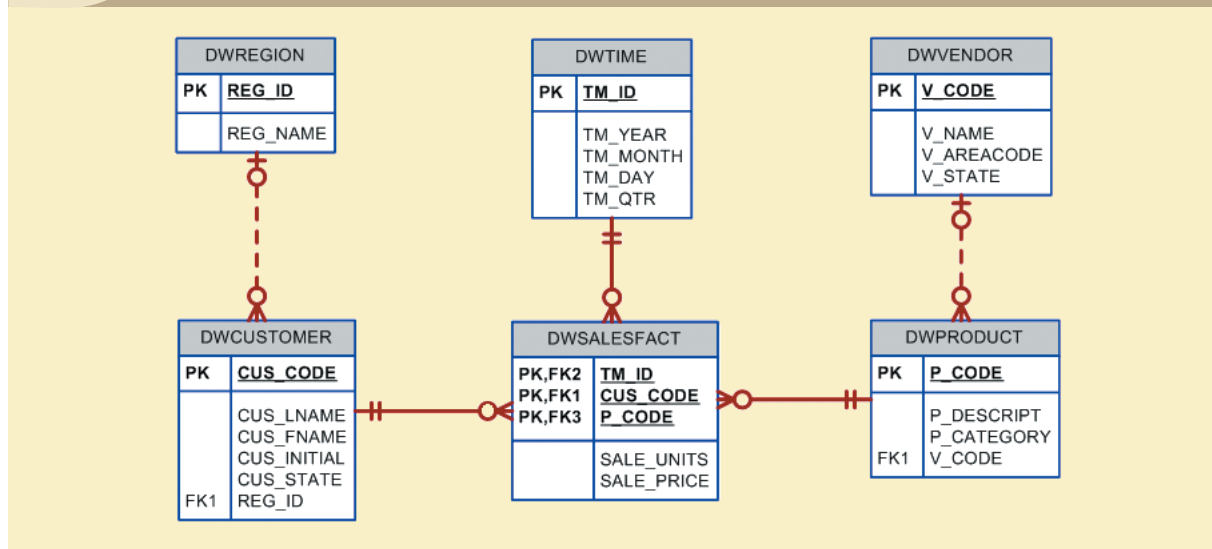 DWREGION
PK REG_ID
REG_NAME
DWTIME
PK TM_ID
TM_YEAR
TM_MONTH
TM_DAY
TM_QTR
DWVENDOR
PK V_CODE
V_NAME
V_AREACODE
V_STATE
DWCUSTOMER
PK CUS_CODE
CUS_LNAME
CUS_FNAME
CUS_INITIAL
CUS_STATE
FK1 REG_ID
DWSALESFACT
PK,FK2 TM_ID
PK,FK1 CUS_CODE
PK,FK3 P_CODE
SALE_UNITS
SALE_PRICE
DWPRODUCT
PK P_CODE
P_DESCRIPT
P_CATEGORY
FK1 V_CODE